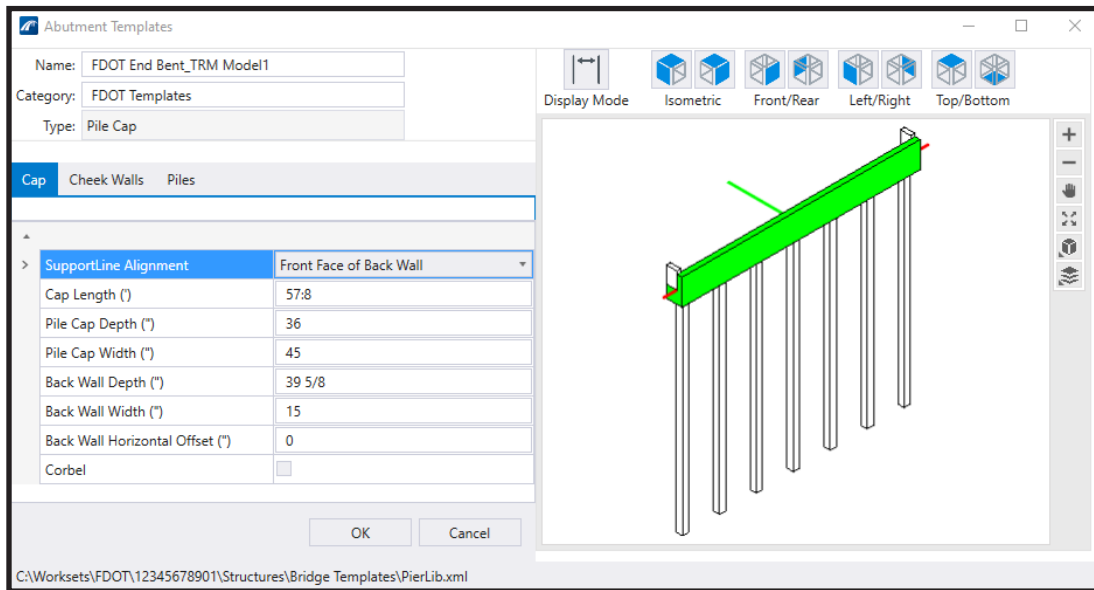 Abutment Templates
Name: FDOT End Bent_TRM Model1
Category: FDOT Templates
Type: Pile Cap
Display Mode Isometric Front/Rear Left/Right Top/Bottom
Cap Cheek Walls Piles
SupportLine Alignment Front Face of Back Wall
Cap Length (') 57:8
Pile Cap Depth (") 36
Pile Cap Width (") 45
Back Wall Depth (") 39 5/8
Back Wall Width (") 15
Back Wall Horizontal Offset (") 0
Corbel
OK Cancel
C:\Worksets\FDOT\12345678901\Structures\Bridge Templates\PierLib.xml